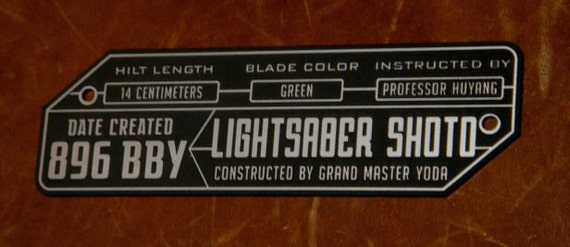 HILT LENGTH BLADE COLOR INSTRUCTED BY
14 CENTIMETERS GREEN PROFESSOR HUYANG
DATE CREATED
896 BBY
LIGHTSABER SHOTO
CONSTRUCTED BY GRAND MASTER YODA